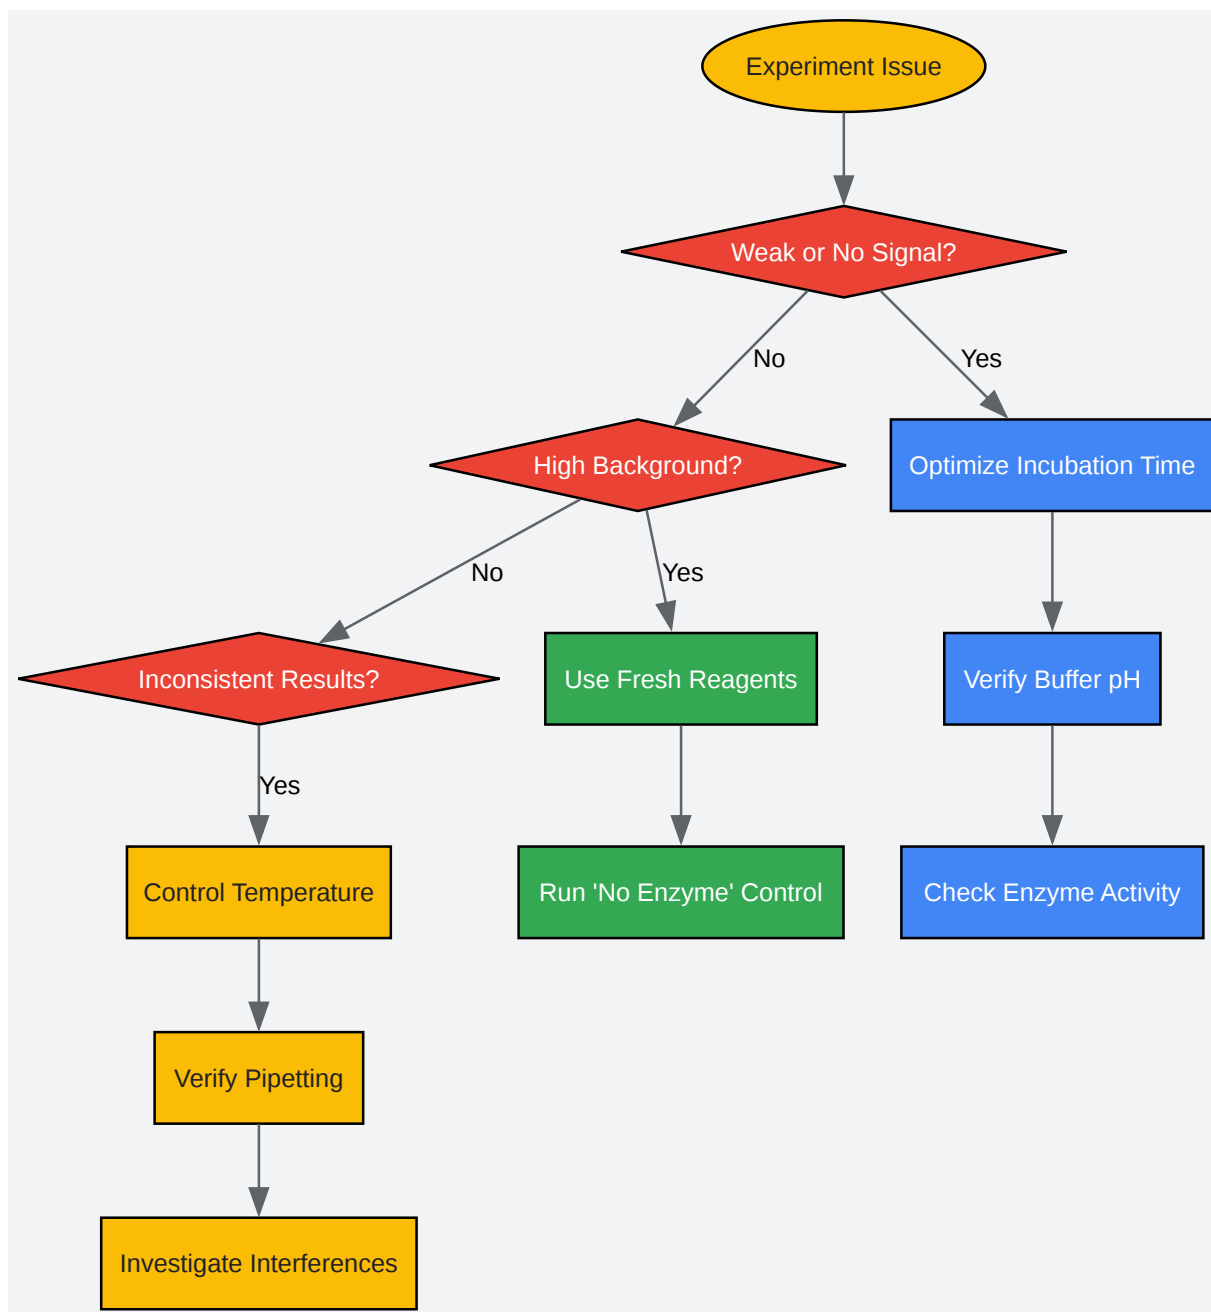 Experiment Issue
Weak or No Signal?
No
Yes
High Background?
Optimize Incubation Time
No
Yes
Inconsistent Results?
Use Fresh Reagents
Verify Buffer pH
Yes
Control Temperature
Run 'No Enzyme' Control
Check Enzyme Activity
Verify Pipetting
Investigate Interferences